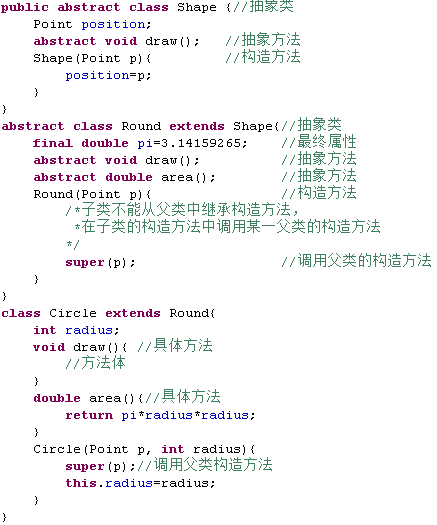 public abstract class Shape {//抽象类
    Point position;
    abstract void draw();   //抽象方法
    Shape(Point p){         //构造方法
        position=p;
    }
}
abstract class Round extends Shape{//抽象类
    final double pi=3.14159265;    //最终属性
    abstract void draw();          //抽象方法
    abstract double area();        //抽象方法
    Round(Point p){                //构造方法
        /*子类不能从父类中继承构造方法，
         *在子类的构造方法中调用某一父类的构造方法
        */
        super(p);                  //调用父类的构造方法
    }
}
class Circle extends Round{
    int radius;
    void draw(){ //具体方法
        //方法体
    }
    double area(){//具体方法
        return pi*radius*radius;
    }
    Circle(Point p, int radius){
        super(p);//调用父类构造方法
        this.radius=radius;
    }
}